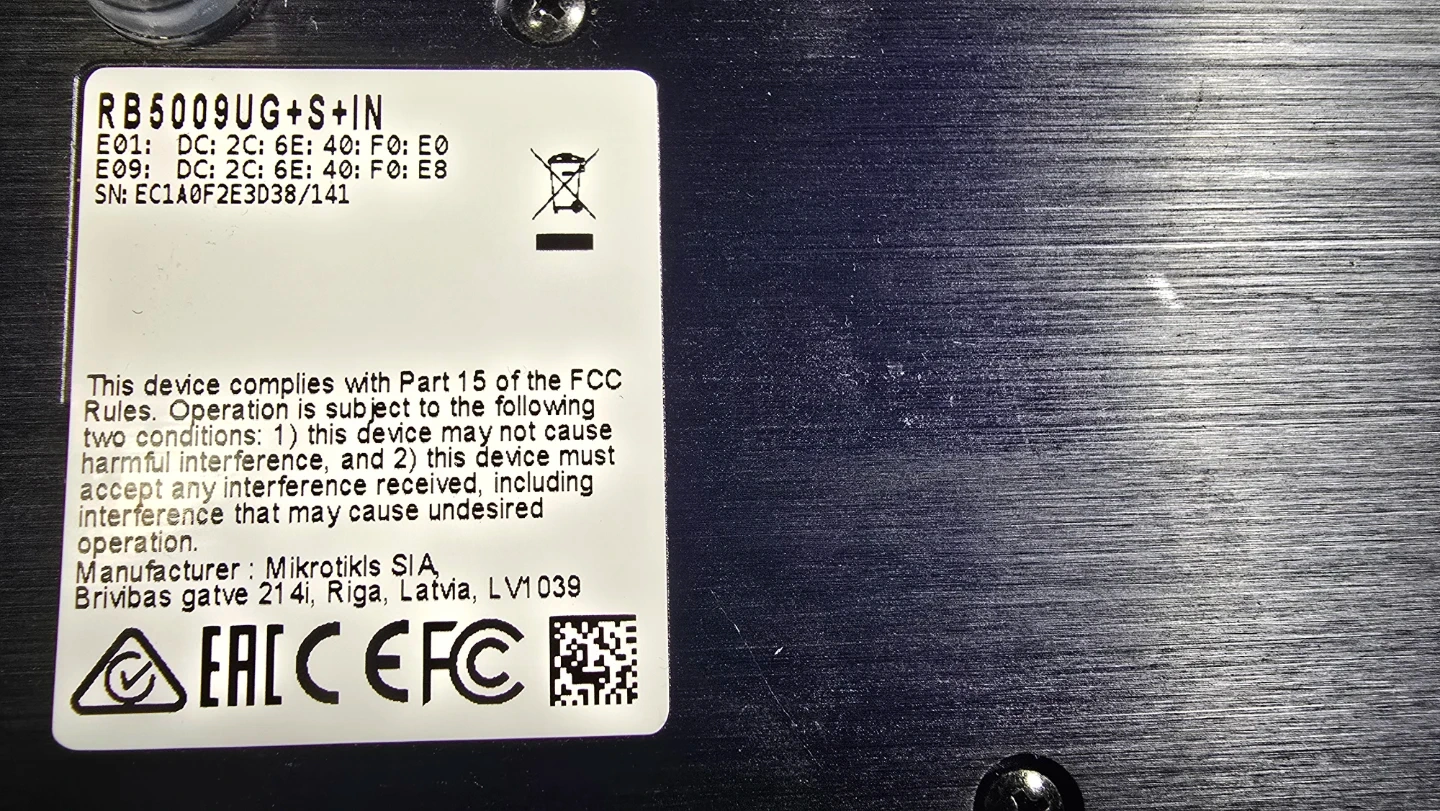 RB5009UG+S+IN
E01: DC: 2C: 6E: 40: F0: E0
E09: DC: 2C: 6E: 40: F0: E8
SN: EC1A0F2E3D38/141
This device complies with Part 15 of the FCC
Rules. Operation is subject to the following
two conditions: 1) this device may not cause
harmful interference, and 2) this device must
accept any interference received, including
interference that may cause undesired
operation.
Manufacturer : Mikrotikls SIA,
Brivibas gatve 214i, Riga, Latvia, LV1039
EAC CE FC